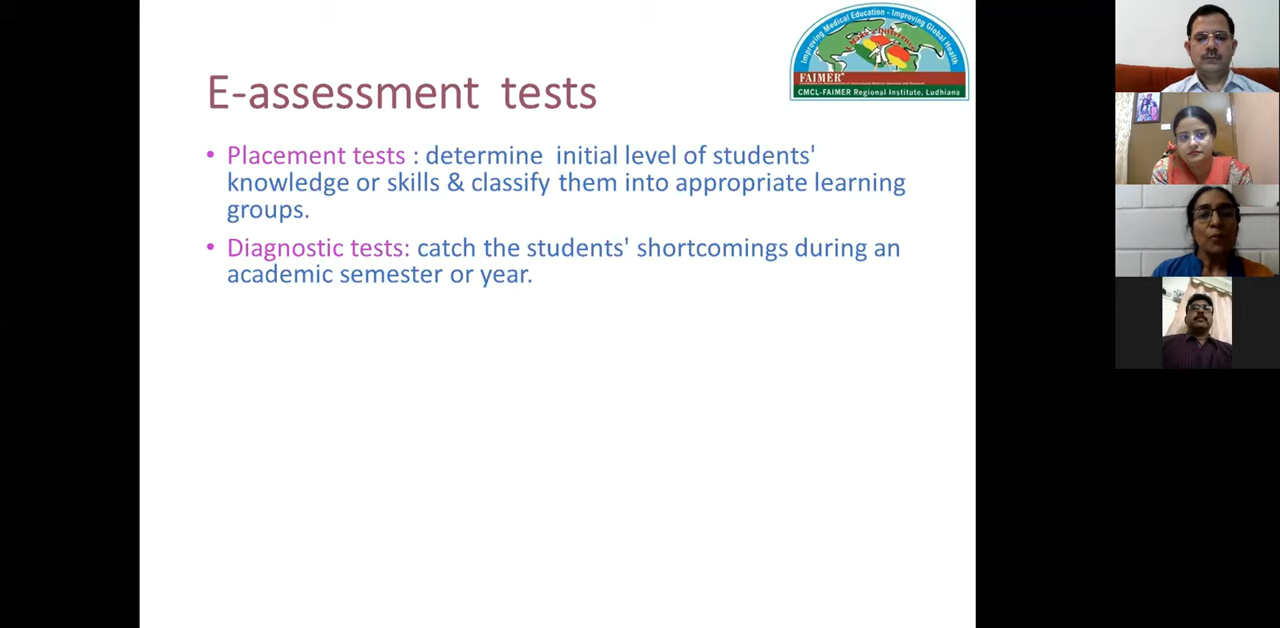 E-assessment tests
• Placement tests : determine initial level of students'
knowledge or skills & classify them into appropriate learning
groups.
• Diagnostic tests: catch the students' shortcomings during an
academic semester or year.
Improving Medical Education - Improving Global Health
FAIMER
CMCL-FAIMER Regional Institute, Ludhiana